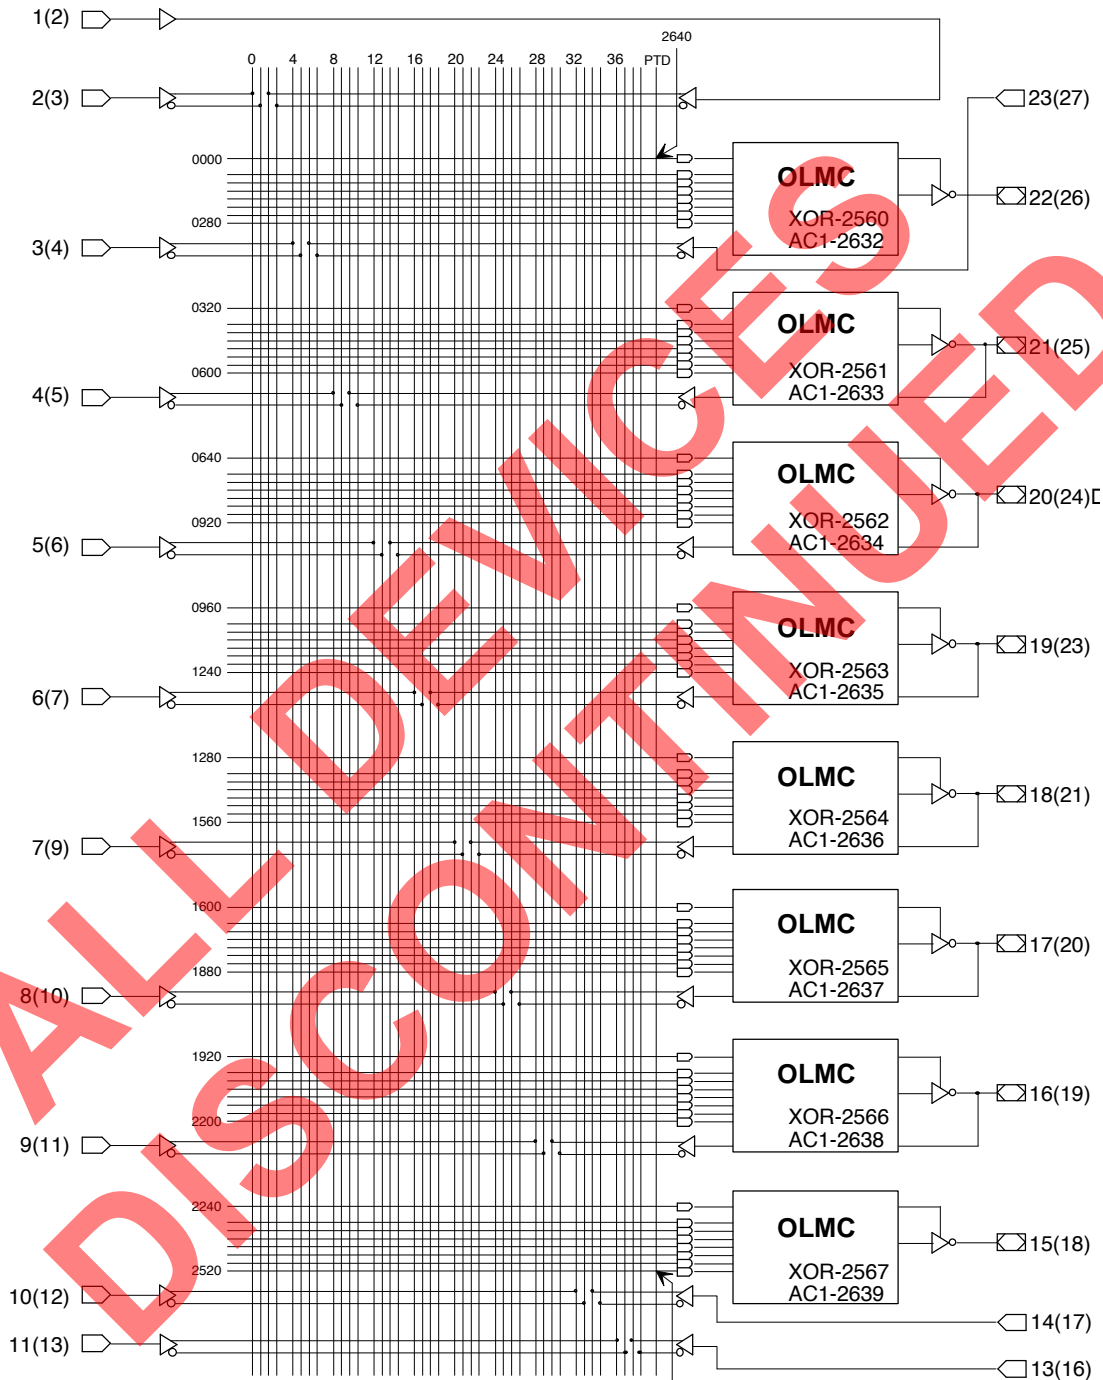 1(2)
2640
0 4 8 12 16 20 24 28 32 36 PTD
2(3)
23(27)
0000
OLMC
XOR-2560
AC1-2632
22(26)
0280
3(4)
0320
OLMC
XOR-2561
AC1-2633
21(25)
0600
4(5)
0640
OLMC
XOR-2562
AC1-2634
20(24)
0920
5(6)
0960
OLMC
XOR-2563
AC1-2635
19(23)
1240
6(7)
1280
OLMC
XOR-2564
AC1-2636
18(21)
1560
7(9)
1600
OLMC
XOR-2565
AC1-2637
17(20)
1880
8(10)
1920
OLMC
XOR-2566
AC1-2638
16(19)
2200
9(11)
2240
OLMC
XOR-2567
AC1-2639
15(18)
2520
10(12)
14(17)
11(13)
13(16)
ALL DEVICES
DISCONTINUED